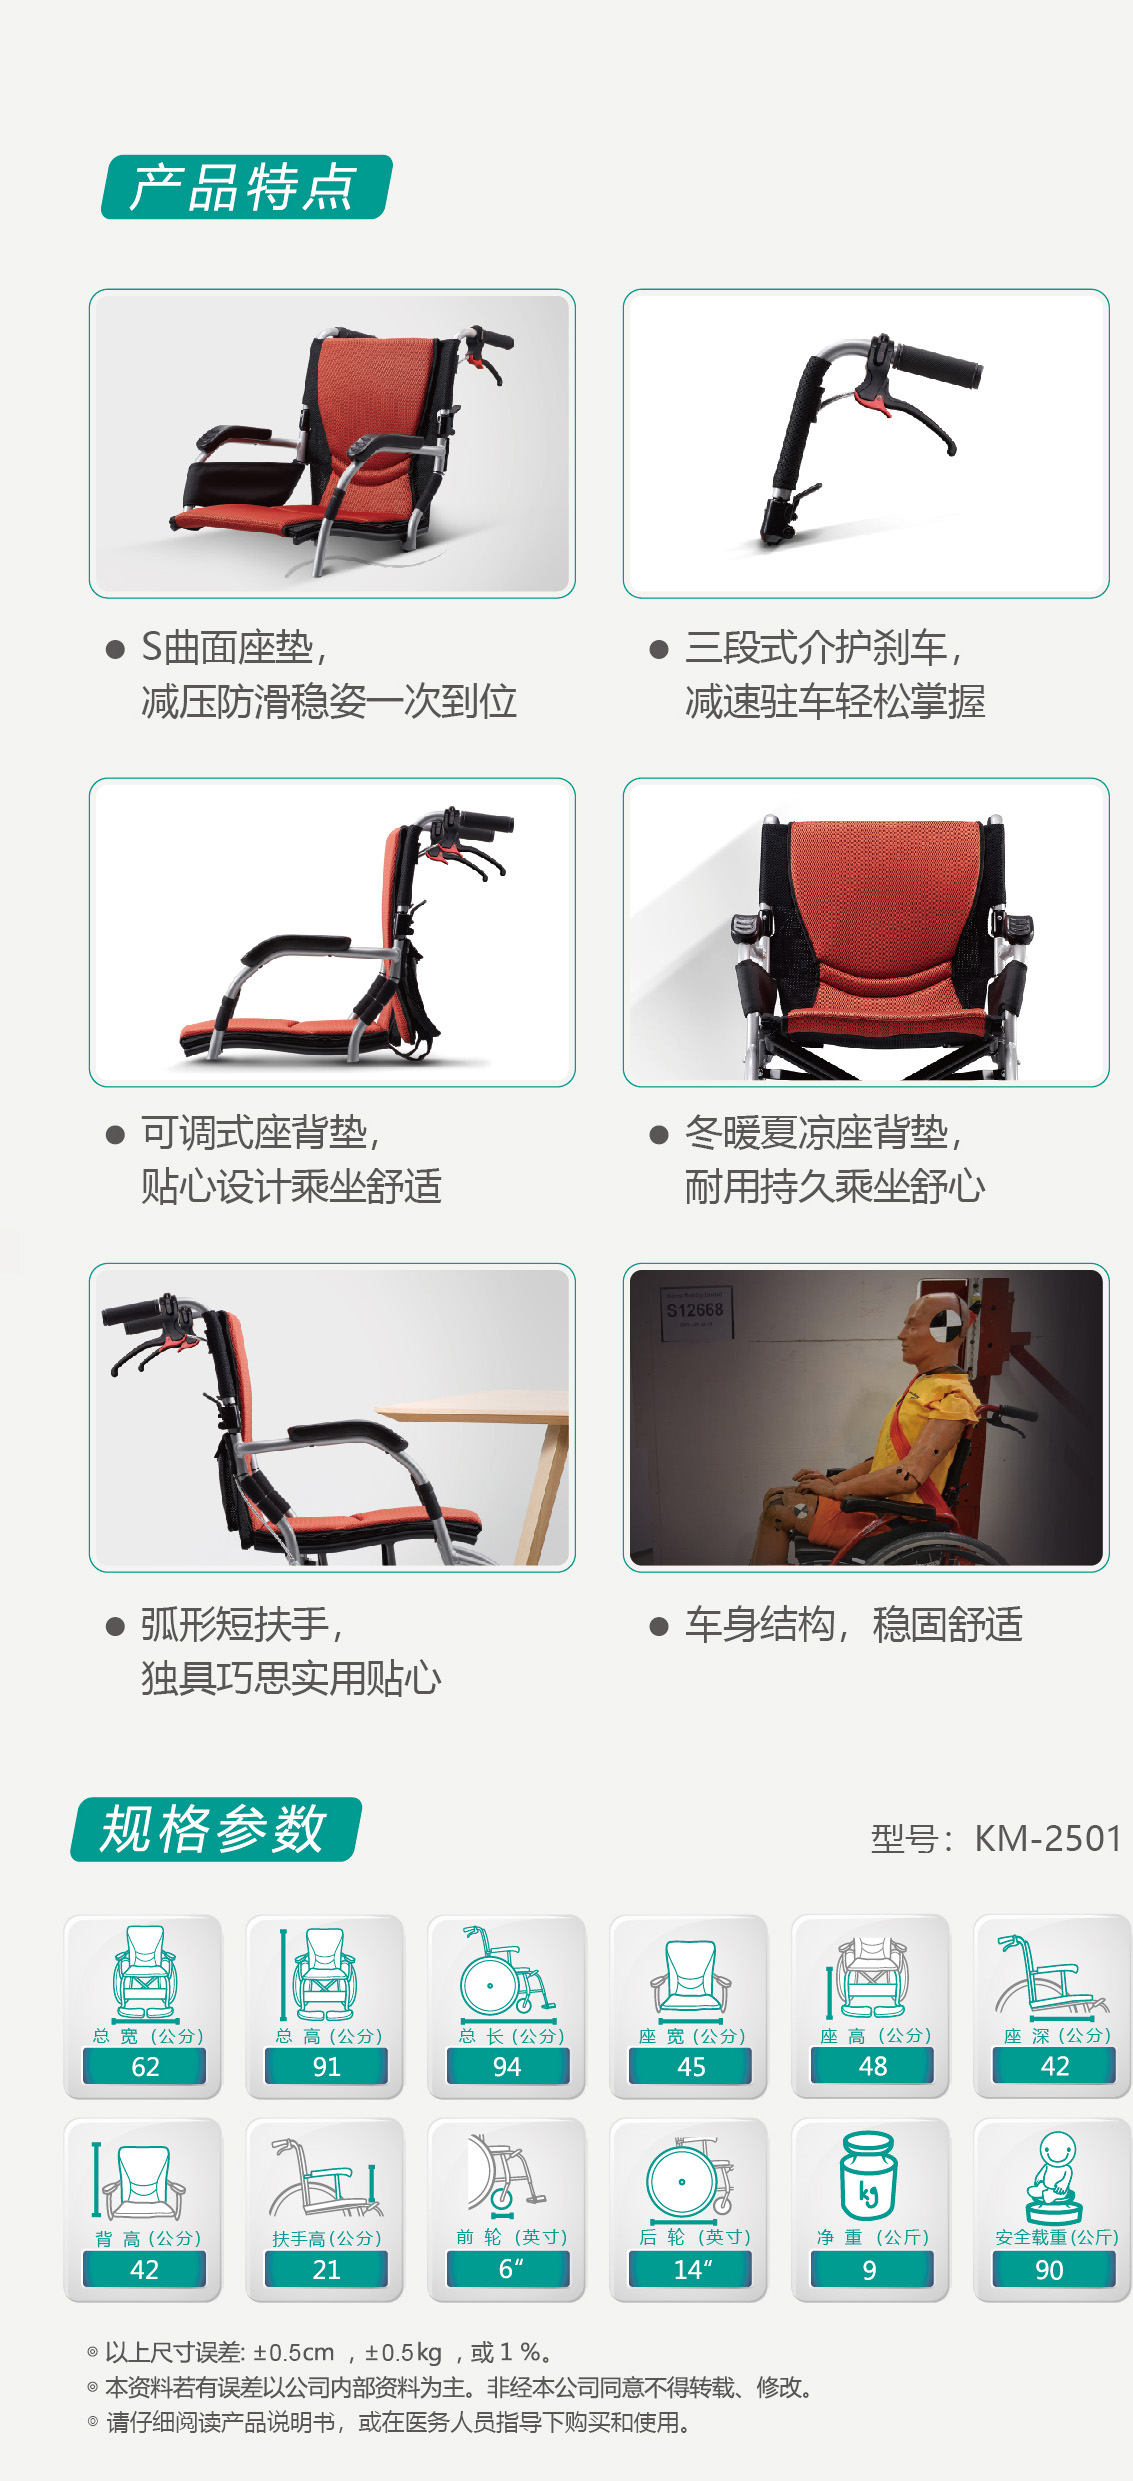 产品特点
S曲面座垫，
减压防滑稳姿一次到位
三段式介护刹车，
减速驻车轻松掌握
可调式座背垫，
贴心设计乘坐舒适
冬暖夏凉座背垫，
耐用持久乘坐舒心
S12668
弧形短扶手，
独具巧思实用贴心
车身结构，稳固舒适
规格参数
型号：KM-2501
总 宽 (公分)
62
总 高 (公分)
91
总 长 (公分)
94
座 宽 (公分)
45
座 高 (公分)
48
座 深 (公分)
42
背 高 (公分)
42
扶手高(公分)
21
前 轮 (英寸)
6“
后 轮 (英寸)
14“
kg
净 重 (公斤)
9
安全载重(公斤)
90
◎ 以上尺寸误差: ±0.5cm ，±0.5kg ，或 1 %。
◎ 本资料若有误差以公司内部资料为主。非经本公司同意不得转载、修改。
◎ 请仔细阅读产品说明书，或在医务人员指导下购买和使用。